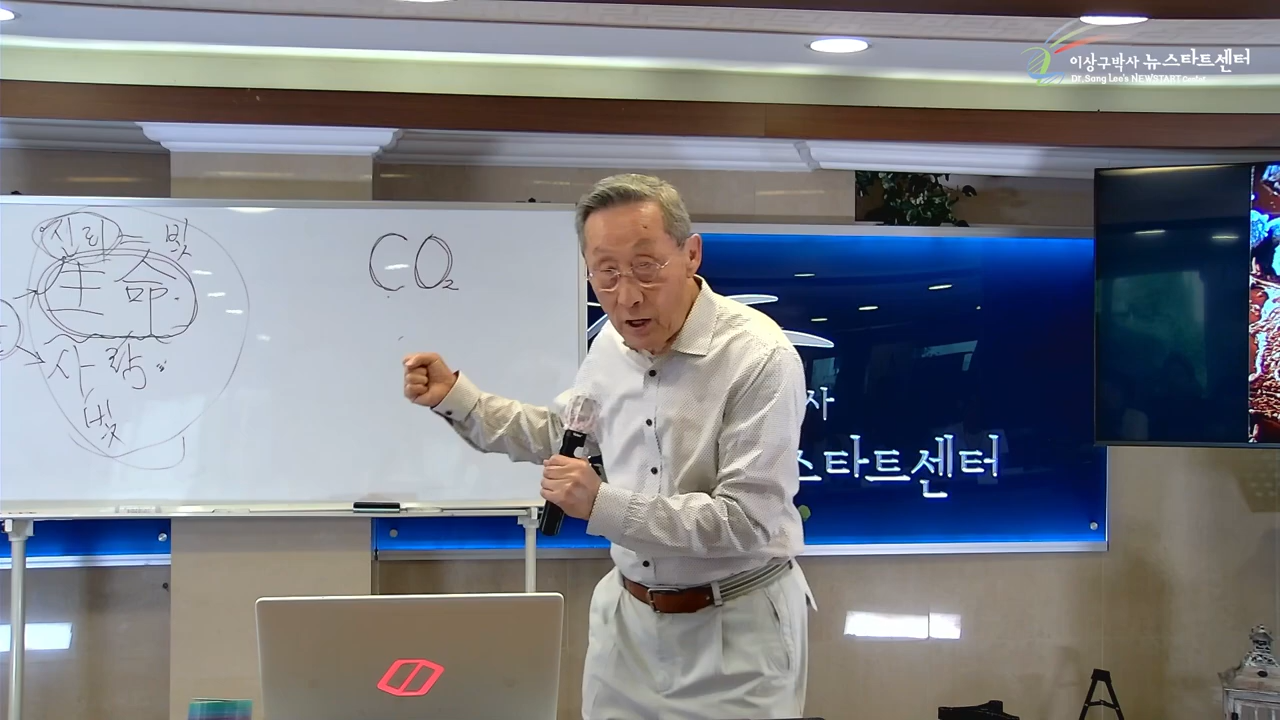 이상구박사 뉴스타트센터
Dr. Sang Lee's NEWSTART Center
진리 = 빛
生命
사랑
빛
CO₂
사
스타트센터